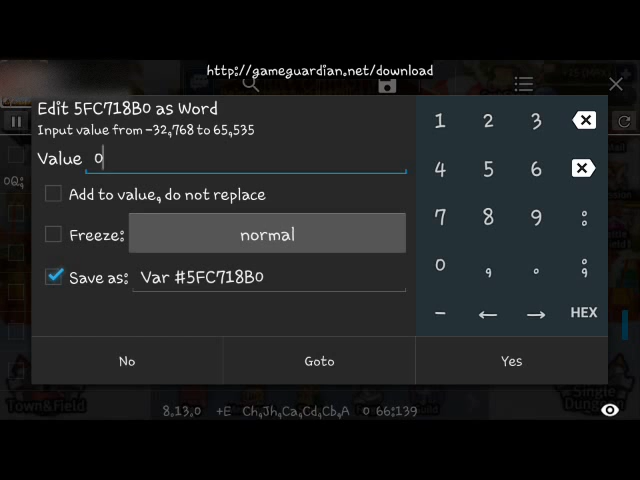 http://gameguardian.net/download
Edit 5FC718B0 as Word
Input value from -32,768 to 65,535
Value 0
Add to value, do not replace
Freeze: normal
Save as: Var #5FC718B0
1 2 3
4 5 6
7 8 9 :
0 , . ;
- ← → HEX
No Goto Yes
Town&Field
Single
8,13,0 +E Ch,Jh,Ca,Cd,Cb,A 0 66:139